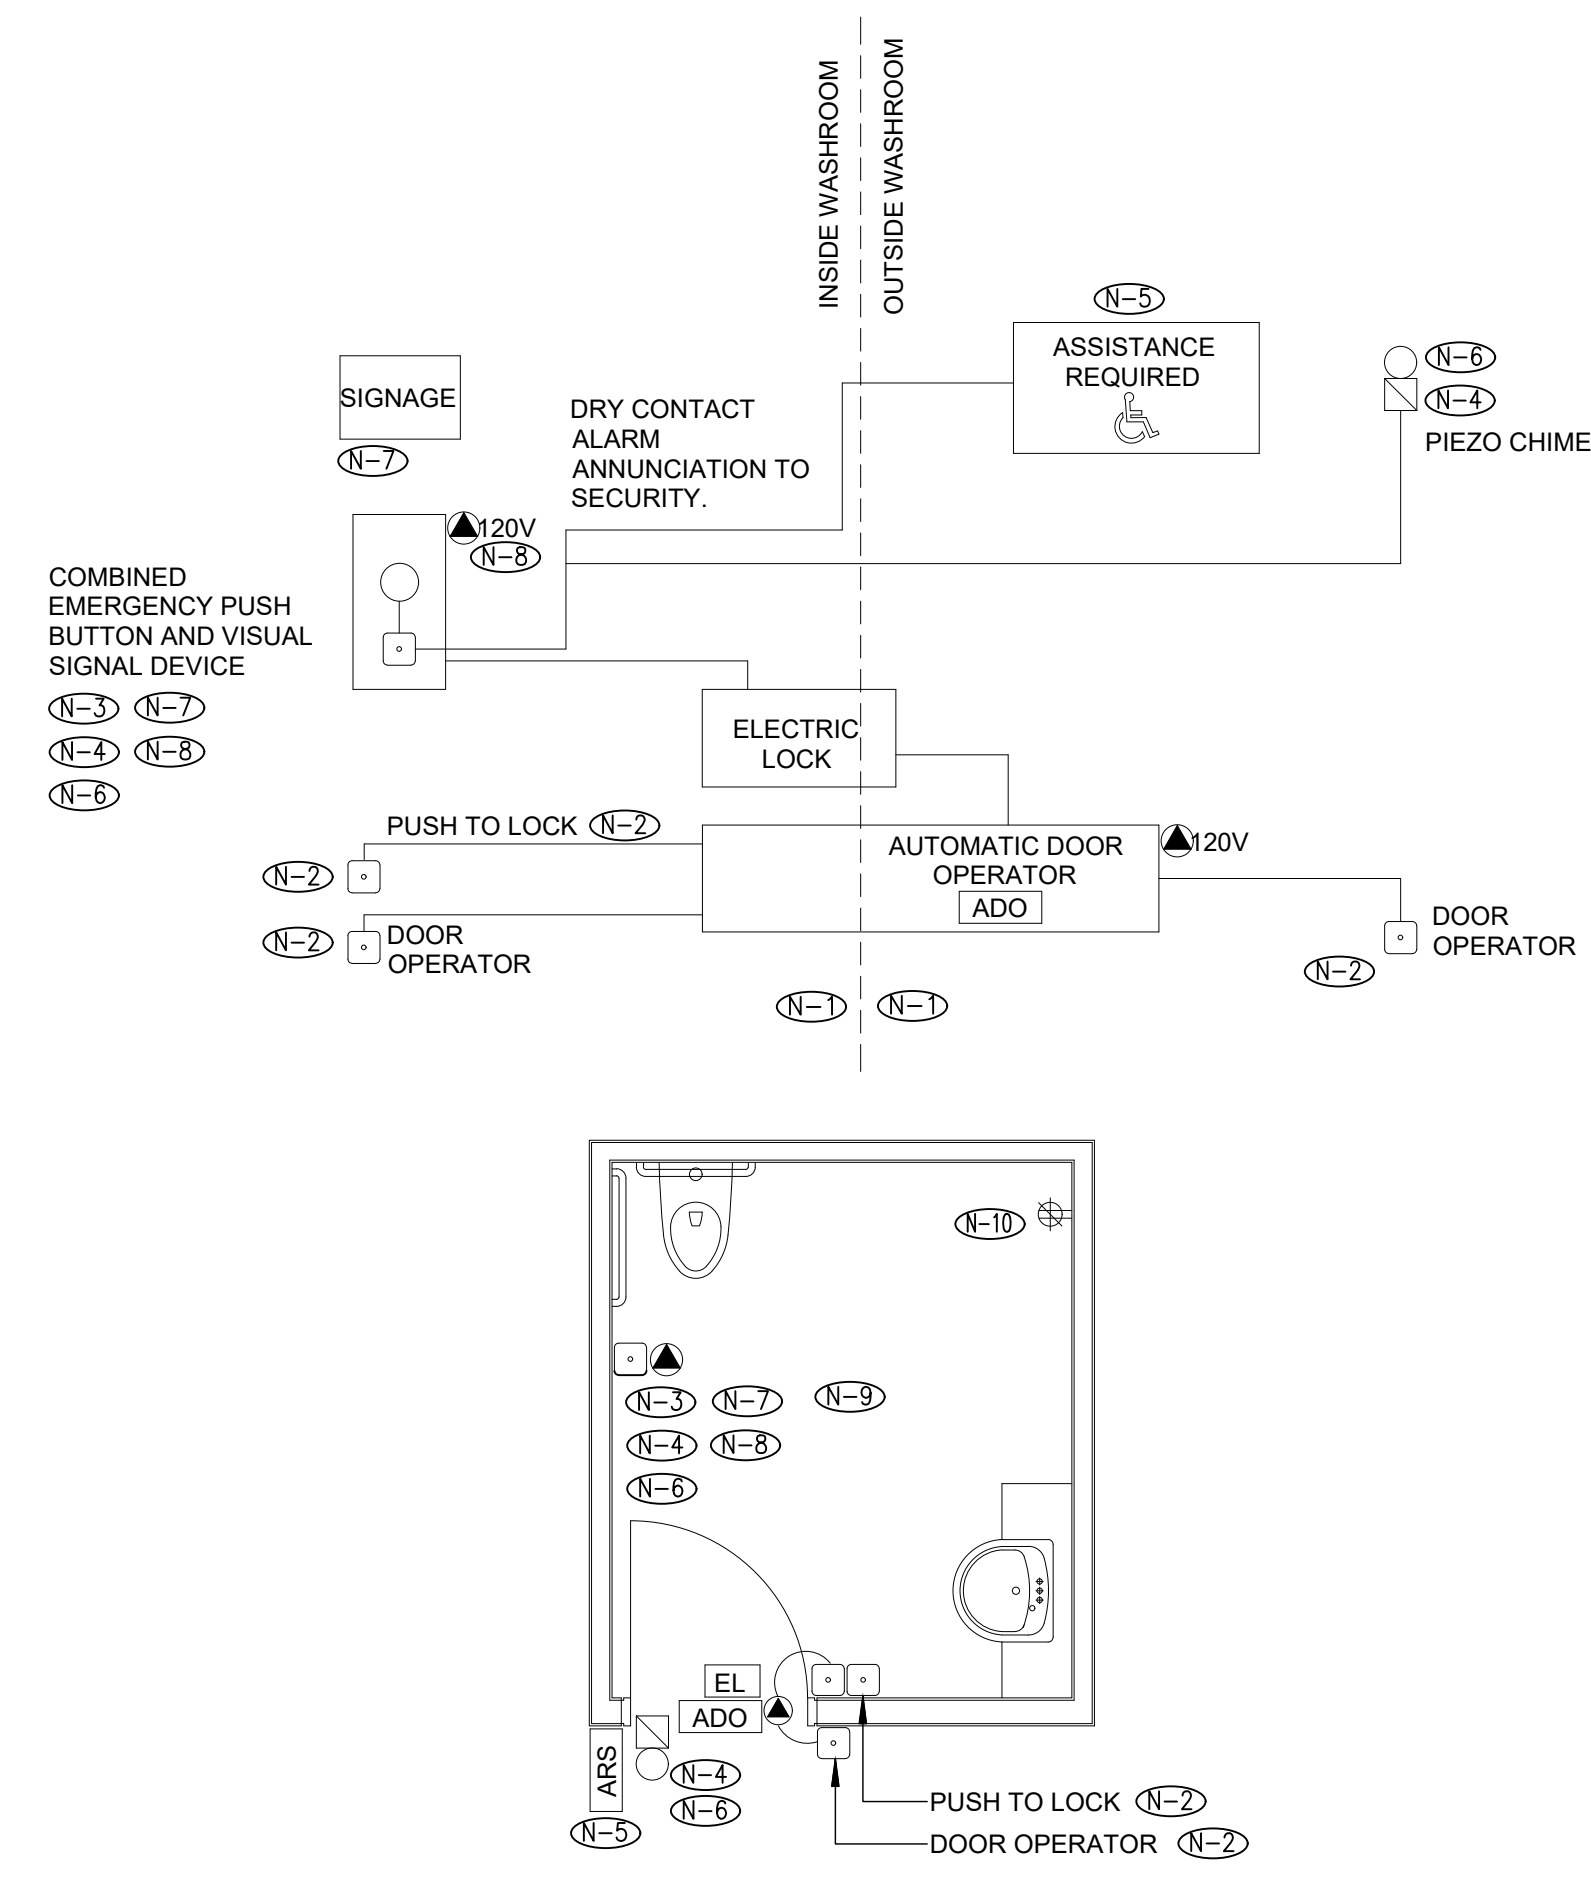 INSIDE WASHROOM
OUTSIDE WASHROOM
N-5
ASSISTANCE
REQUIRED
N-6
N-4
PIEZO CHIME
SIGNAGE
N-7
DRY CONTACT
ALARM
ANNUNCIATION TO
SECURITY.
120V
N-8
COMBINED
EMERGENCY PUSH
BUTTON AND VISUAL
SIGNAL DEVICE
N-3 N-7
N-4 N-8
N-6
ELECTRIC
LOCK
PUSH TO LOCK N-2
N-2
N-2
DOOR
OPERATOR
AUTOMATIC DOOR
OPERATOR
ADO
120V
DOOR
OPERATOR
N-2
N-1 N-1
N-10
N-3 N-7 N-9
N-4 N-8
N-6
EL
ADO
ARS
N-4
N-6
N-5
PUSH TO LOCK N-2
DOOR OPERATOR N-2